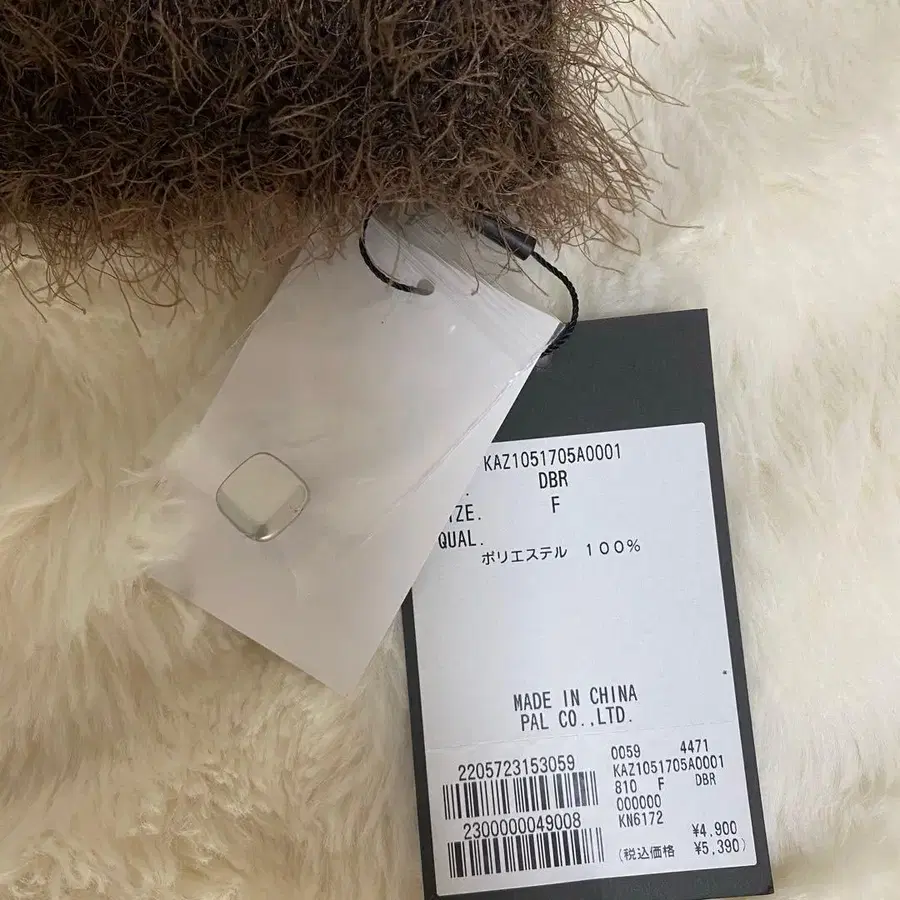 KAZ1051705A0001
DBR
IZE. F
QUAL.
ポリエステル 100%
MADE IN CHINA
PAL CO.,LTD.
2205723153059
2300000049008
0059 4471
KAZ1051705A0001
810 F DBR
000000
KN6172
¥4,900
(税込価格 ¥5,390)